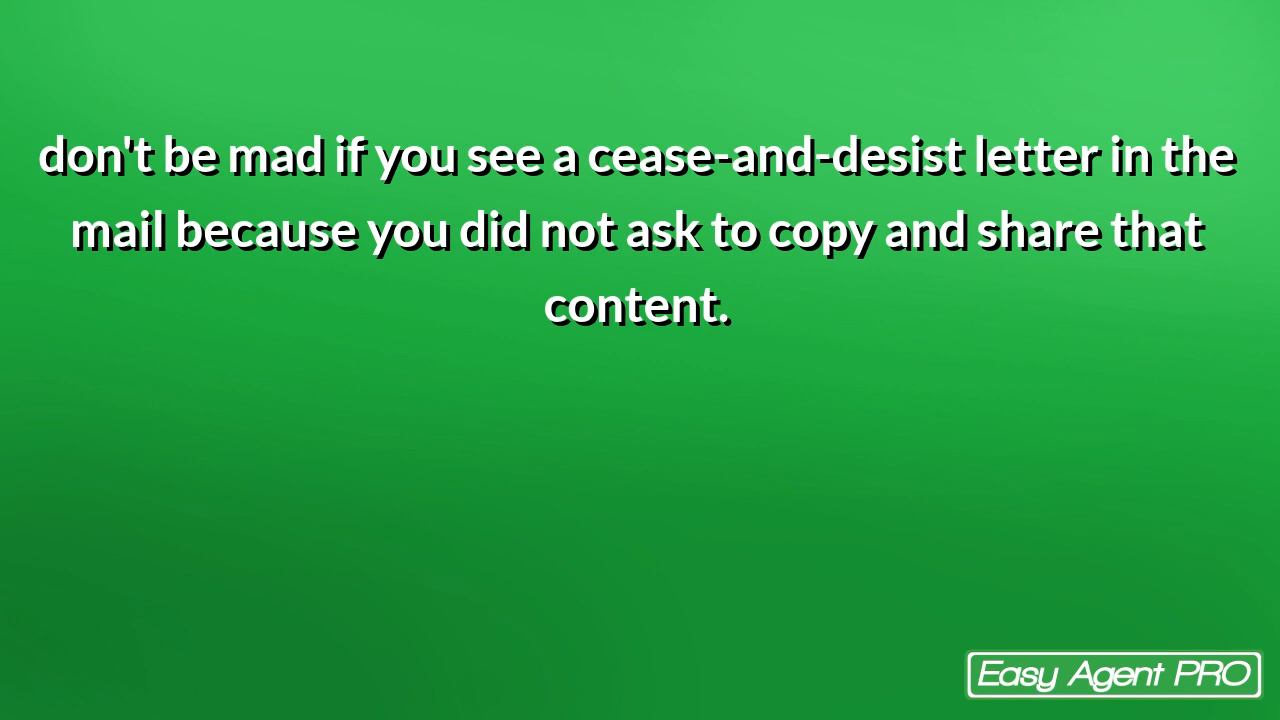 don't be mad if you see a cease-and-desist letter in the
mail because you did not ask to copy and share that
content.
Easy Agent PRO